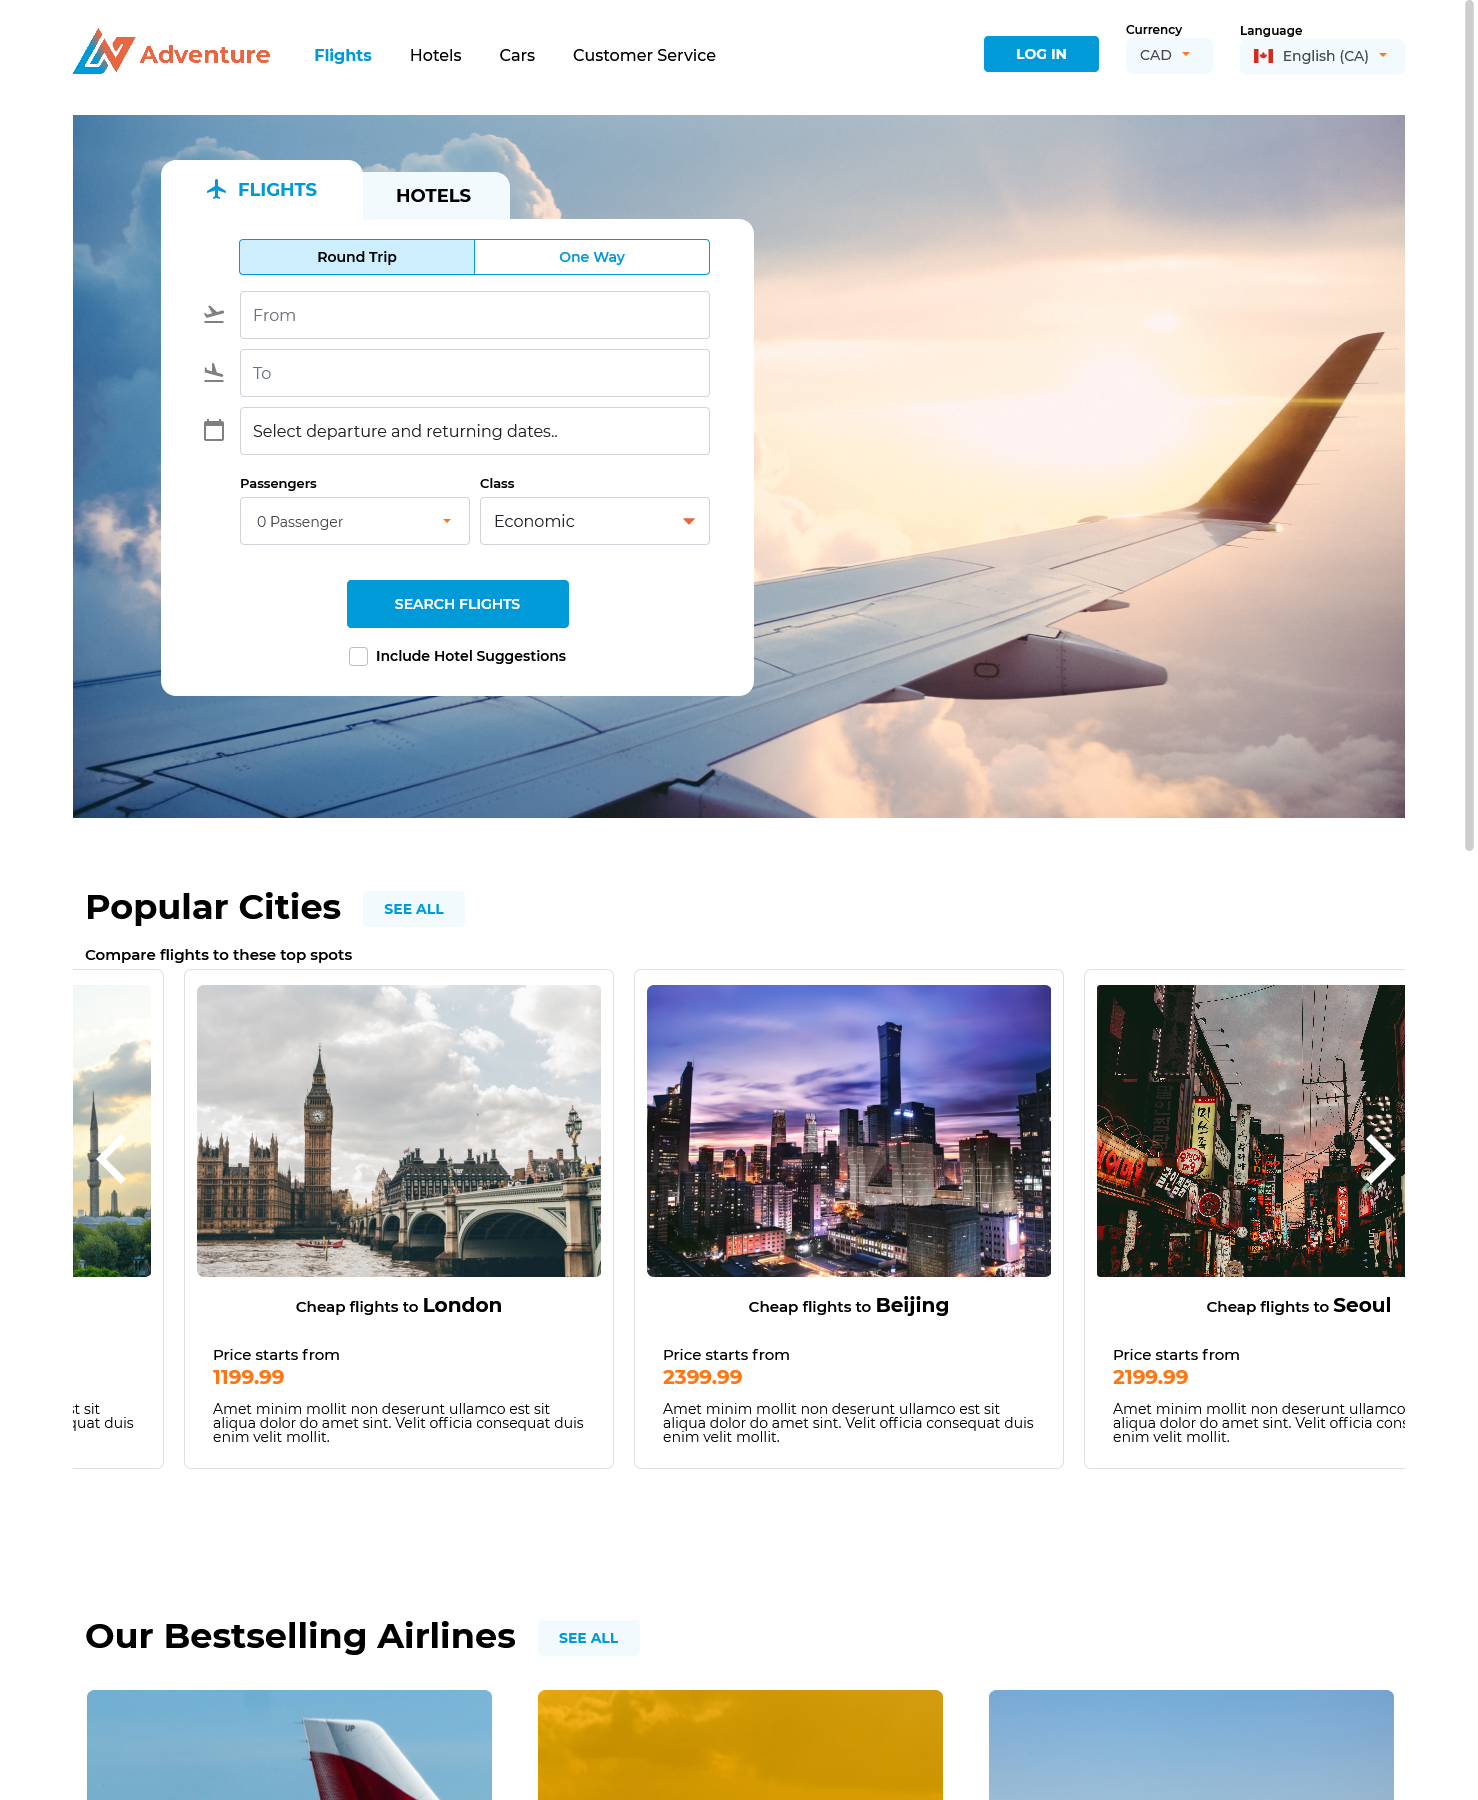 Adventure
Flights
Hotels
Cars
Customer Service
LOG IN
Currency
CAD
Language
English (CA)
FLIGHTS
HOTELS
Round Trip
One Way
From
To
Select departure and returning dates..
Passengers
Class
0 Passenger
Economic
SEARCH FLIGHTS
Include Hotel Suggestions
Popular Cities
SEE ALL
Compare flights to these top spots
st sit
quat duis
Cheap flights to London
Price starts from
1199.99
Amet minim mollit non deserunt ullamco est sit
aliqua dolor do amet sint. Velit officia consequat duis
enim velit mollit.
Cheap flights to Beijing
Price starts from
2399.99
Amet minim mollit non deserunt ullamco est sit
aliqua dolor do amet sint. Velit officia consequat duis
enim velit mollit.
Cheap flights to Seoul
Price starts from
2199.99
Amet minim mollit non deserunt ullamco
aliqua dolor do amet sint. Velit officia cons
enim velit mollit.
Our Bestselling Airlines
SEE ALL
UP